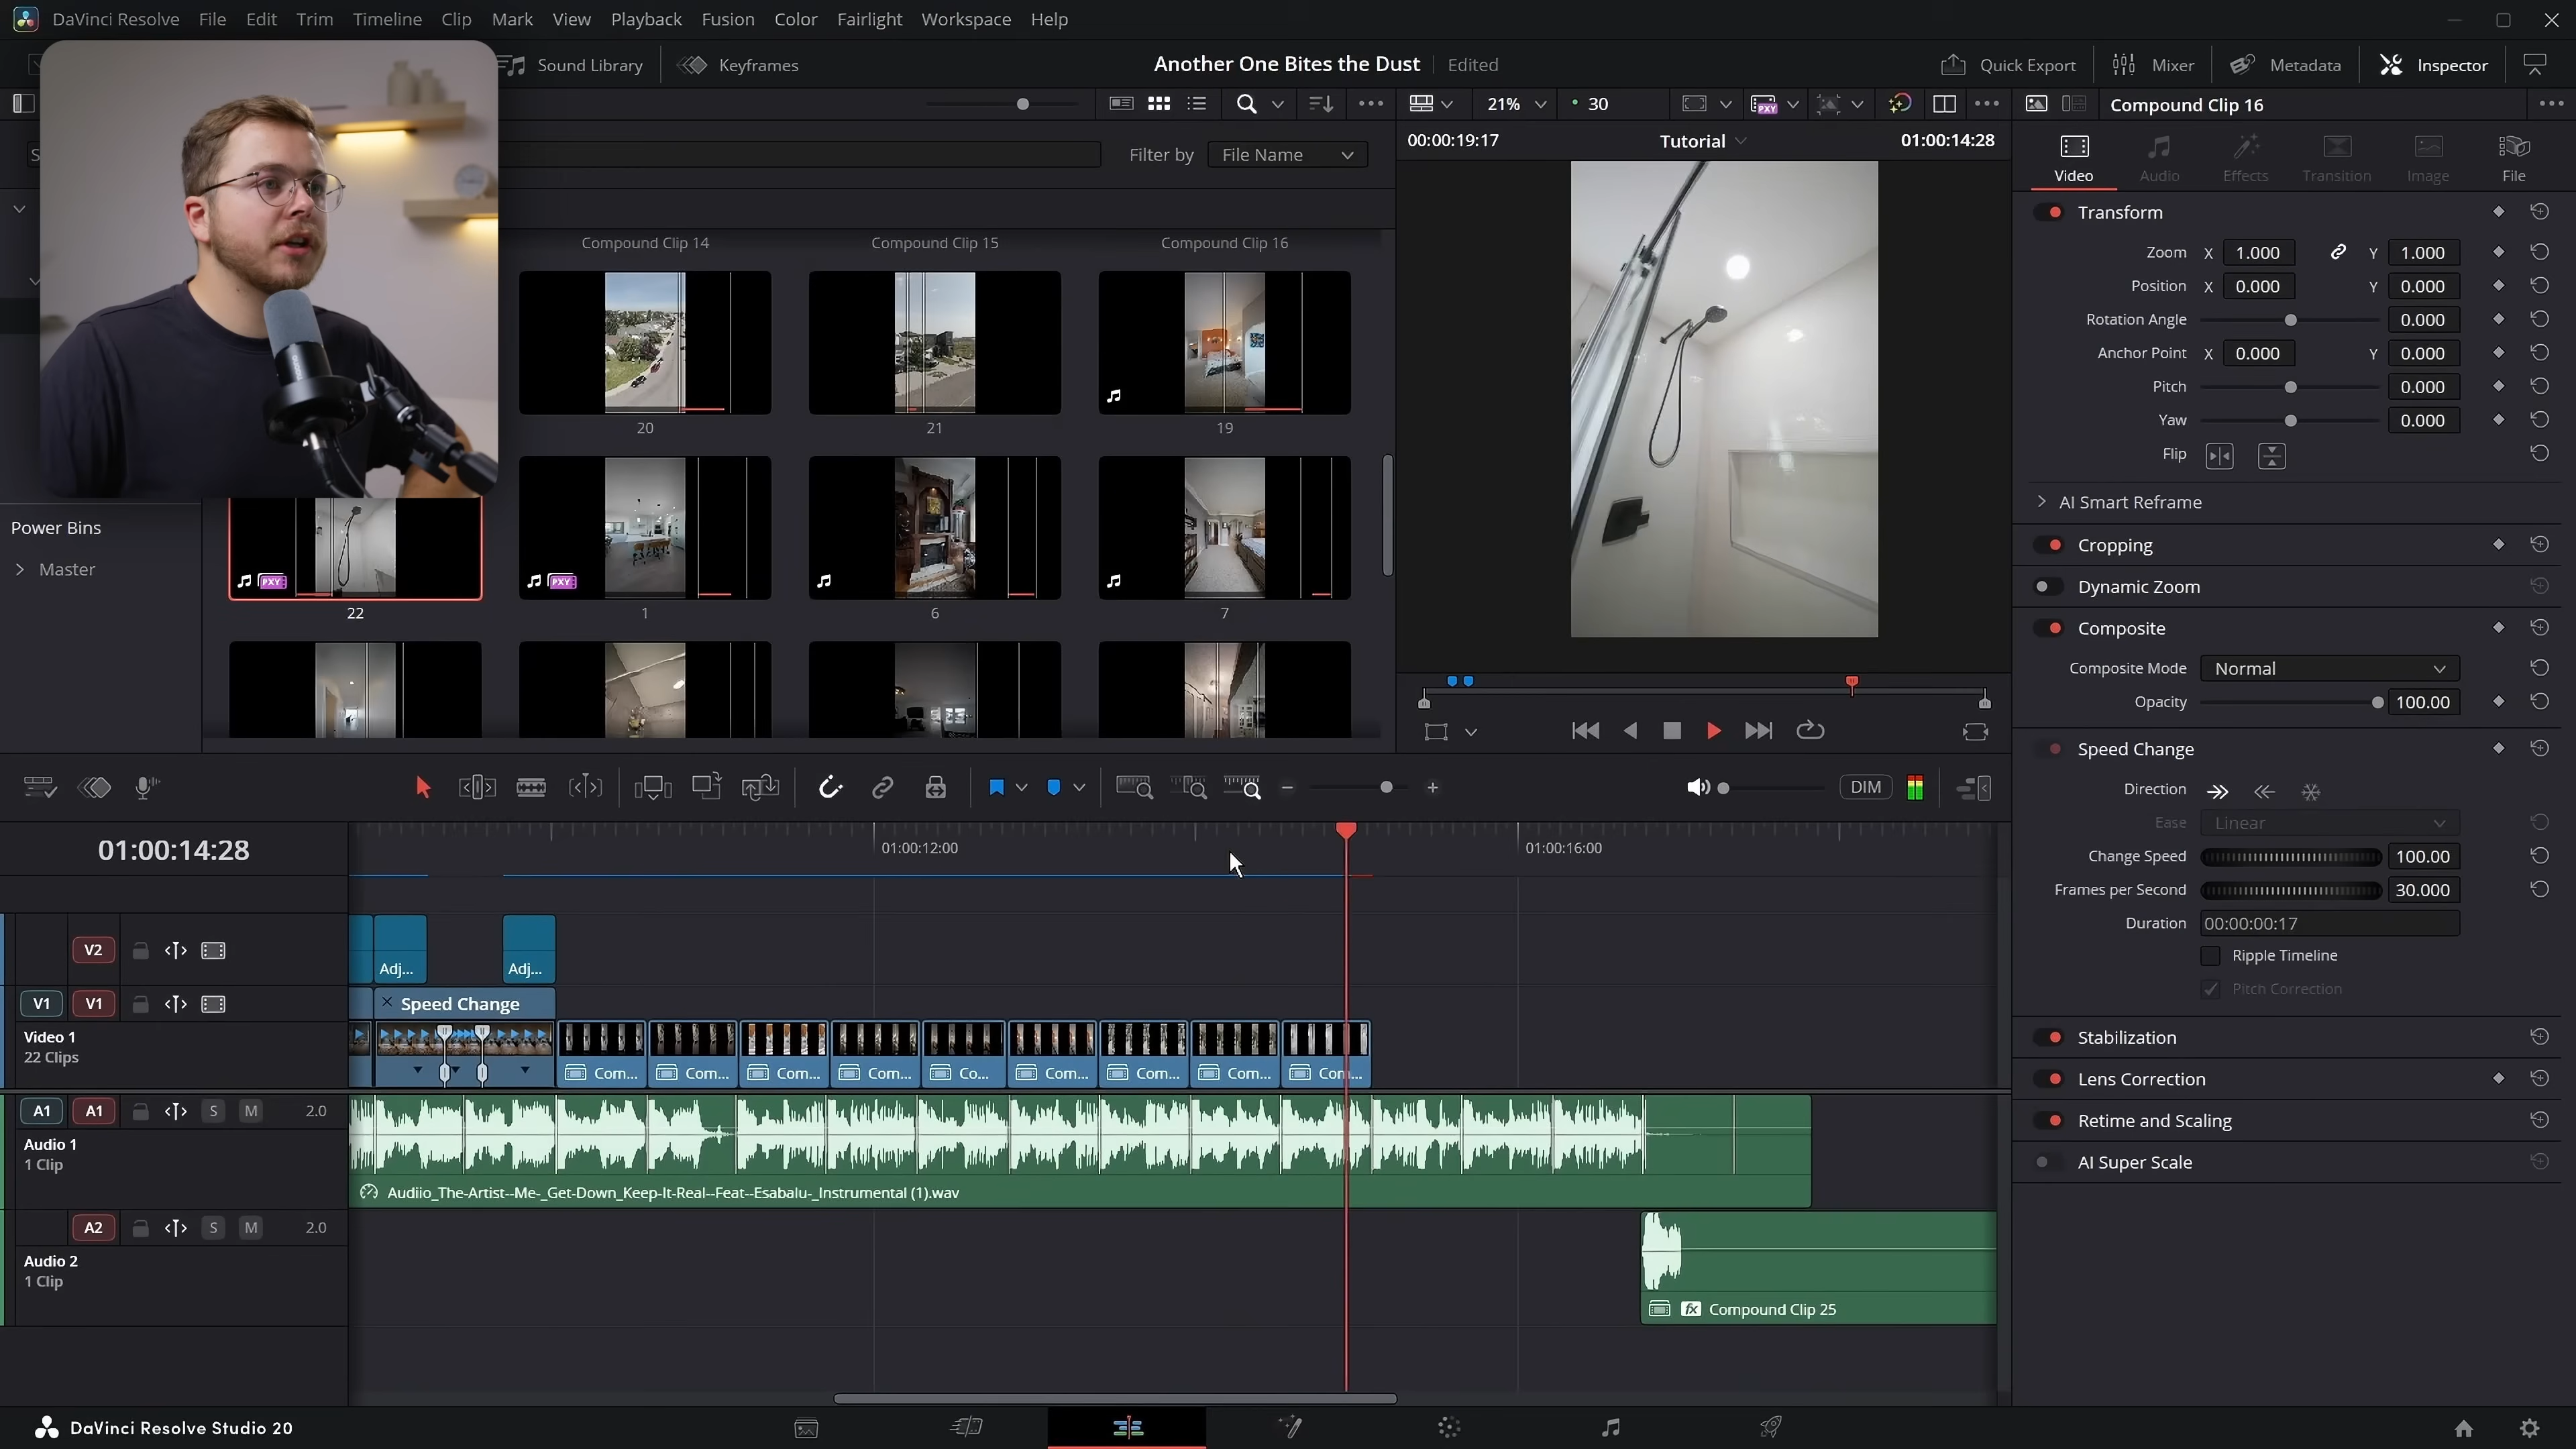 DaVinci Resolve File Edit Trim Timeline Clip Mark View Playback Fusion Color Fairlight Workspace Help
Sound Library Keyframes Another One Bites the Dust Edited Quick Export Mixer Metadata Inspector
21% 30 PXY Compound Clip 16
S Filter by File Name 00:00:19:17 Tutorial 01:00:14:28
Video Audio Effects Transition Image File
Compound Clip 14 Compound Clip 15 Compound Clip 16
20 21 19
PXY PXY
22 1 6 7
Power Bins
Master
Transform
Zoom X 1.000 Y 1.000
Position X 0.000 Y 0.000
Rotation Angle 0.000
Anchor Point X 0.000 Y 0.000
Pitch 0.000
Yaw 0.000
Flip
AI Smart Reframe
Cropping
Dynamic Zoom
Composite
Composite Mode Normal
Opacity 100.00
Speed Change
Direction
Ease Linear
Change Speed 100.00
Frames per Second 30.000
Duration 00:00:00:17
Ripple Timeline
Pitch Correction
Stabilization
Lens Correction
Retime and Scaling
AI Super Scale
DIM
01:00:14:28 01:00:12:00 01:00:16:00
V2 Adj... Adj...
V1 V1 Speed Change
Video 1
22 Clips Com... Com... Com... Com... Co... Com... Com... Com... Com...
A1 A1 S M 2.0
Audio 1
1 Clip
Audiio_The-Artist--Me-_Get-Down_Keep-It-Real--Feat--Esabalu-_Instrumental (1).wav
A2 S M 2.0
Audio 2
1 Clip
fx Compound Clip 25
DaVinci Resolve Studio 20